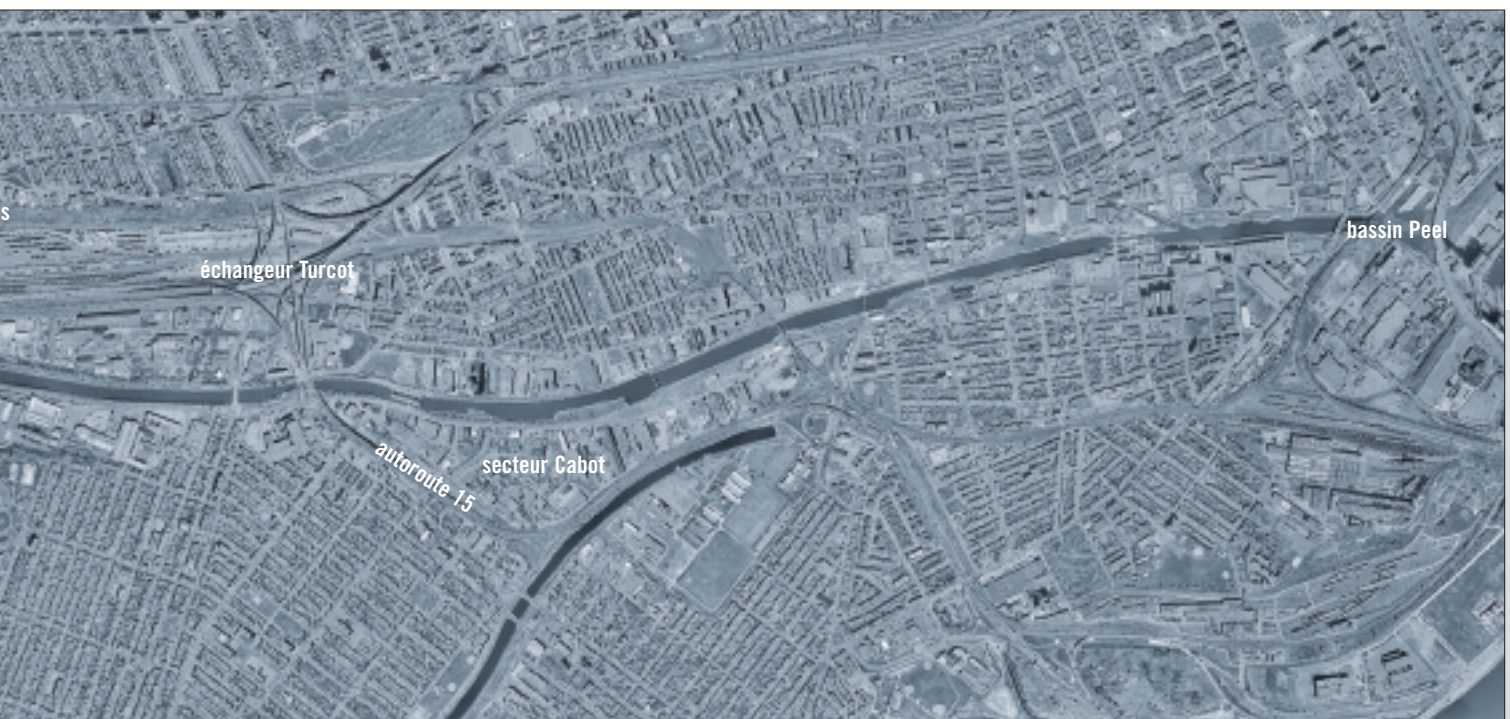 s
bassin Peel
échangeur Turcot
autoroute 15
secteur Cabot